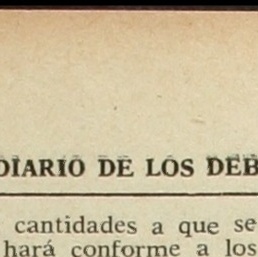 DIARIO DE LOS DEB
cantidades a que se
hará conforme a los